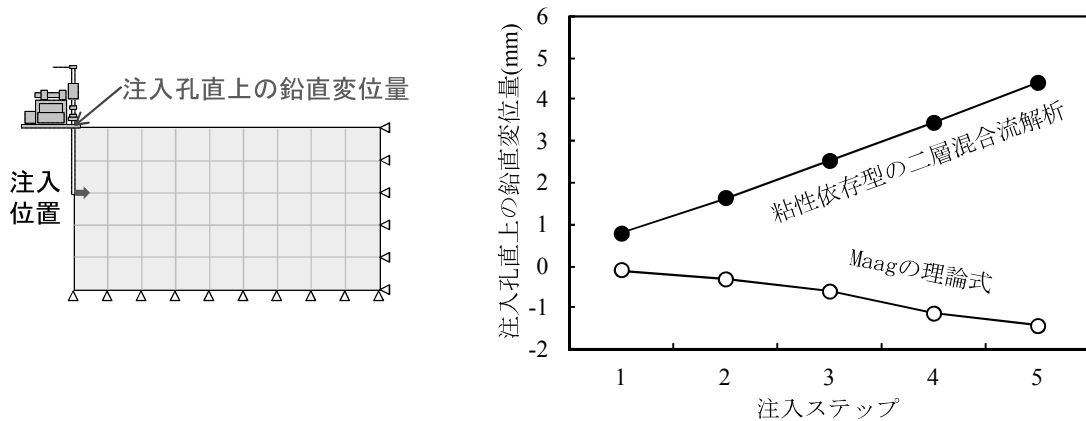 注入孔直上の鉛直変位量
注入
位置
注入孔直上の鉛直変位量(mm)
6
5
4
3
2
1
0
-1
-2
粘性依存型の二層混合流解析
Maagの理論式
1 2 3 4 5
注入ステップ